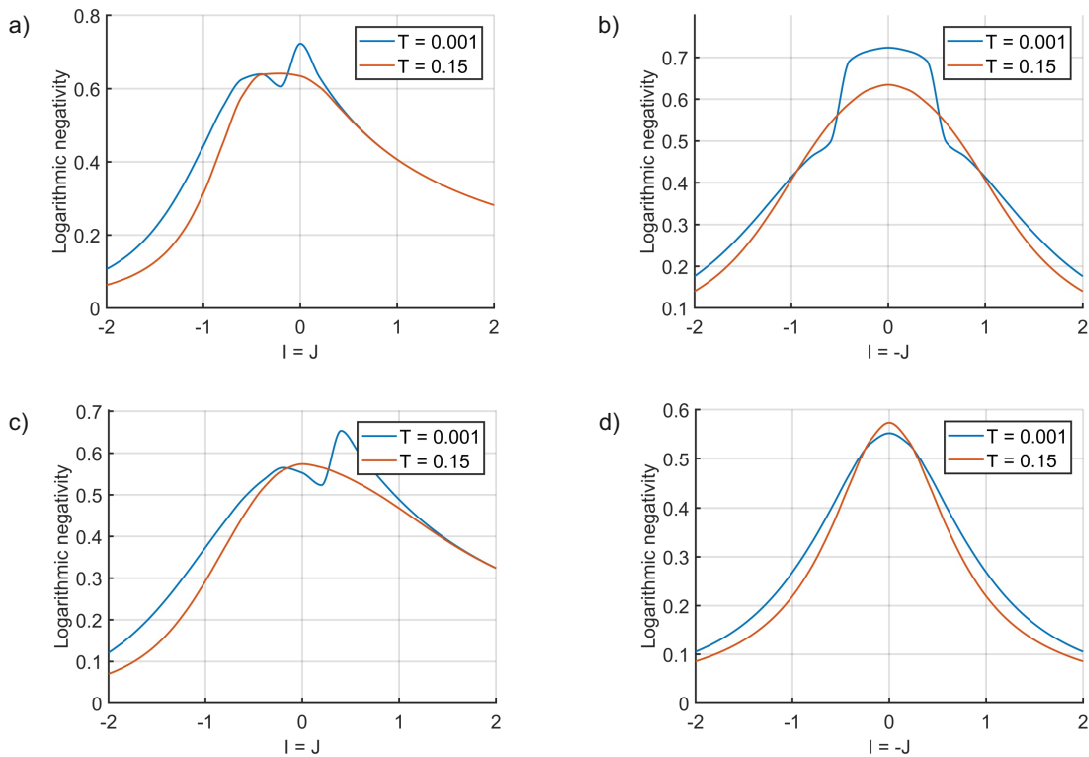 a)
Logarithmic negativity
0.8
0.6
0.4
0.2
0
-2
-1
0
1
2
I = J
T = 0.001
T = 0.15
b)
Logarithmic negativity
0.7
0.6
0.5
0.4
0.3
0.2
0.1
-2
-1
0
1
2
I = -J
T = 0.001
T = 0.15
c)
Logarithmic negativity
0.7
0.6
0.5
0.4
0.3
0.2
0.1
0
-2
-1
0
1
2
I = J
T = 0.001
T = 0.15
d)
Logarithmic negativity
0.6
0.5
0.4
0.3
0.2
0.1
0
-2
-1
0
1
2
I = -J
T = 0.001
T = 0.15